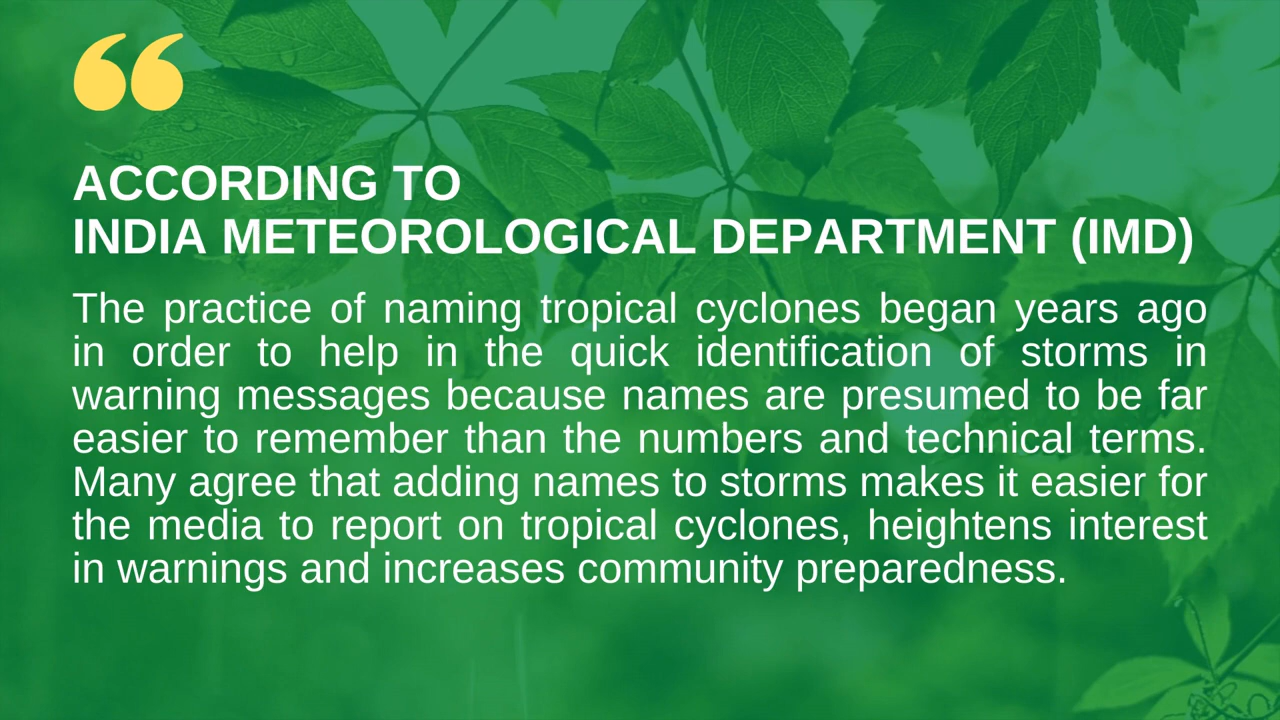 “
ACCORDING TO
INDIA METEOROLOGICAL DEPARTMENT (IMD)
The practice of naming tropical cyclones began years ago
in order to help in the quick identification of storms in
warning messages because names are presumed to be far
easier to remember than the numbers and technical terms.
Many agree that adding names to storms makes it easier for
the media to report on tropical cyclones, heightens interest
in warnings and increases community preparedness.